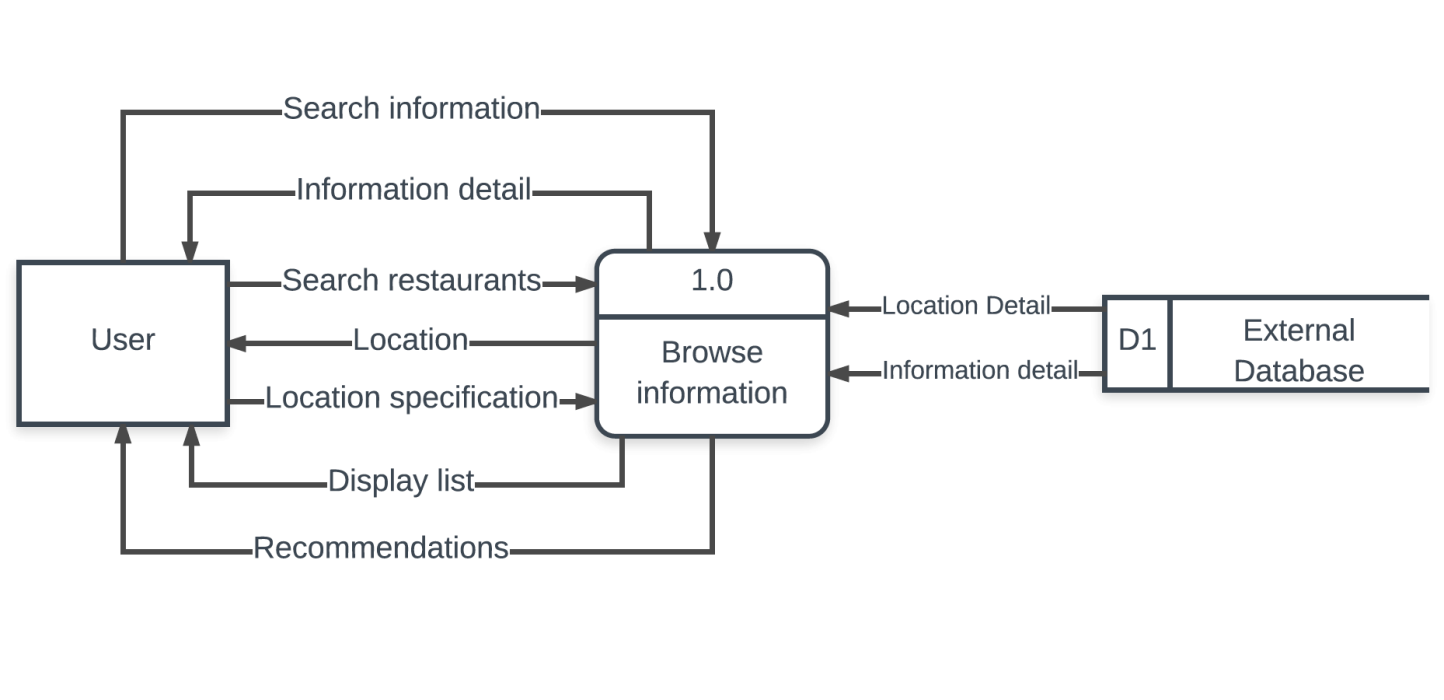 Search information
Information detail
Search restaurants
1.0
Location Detail
User
Location
Browse
information
D1
External
Database
Information detail
Location specification
Display list
Recommendations